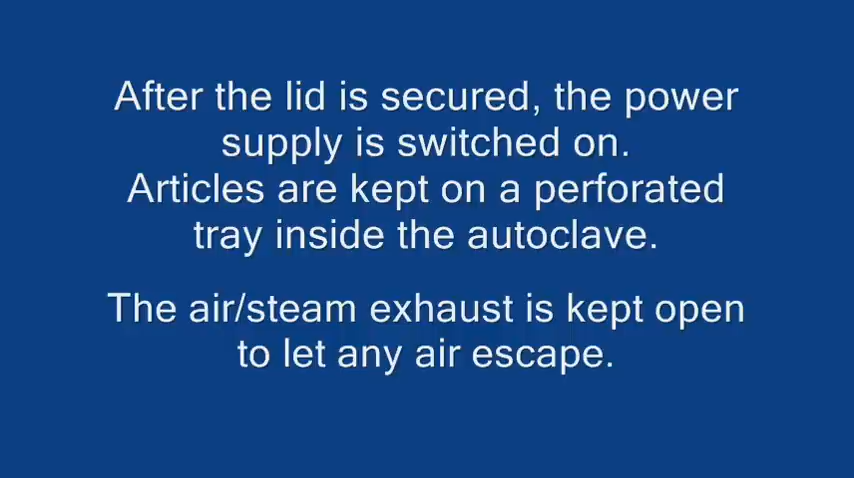 After the lid is secured, the power
supply is switched on.
Articles are kept on a perforated
tray inside the autoclave.
The air/steam exhaust is kept open
to let any air escape.